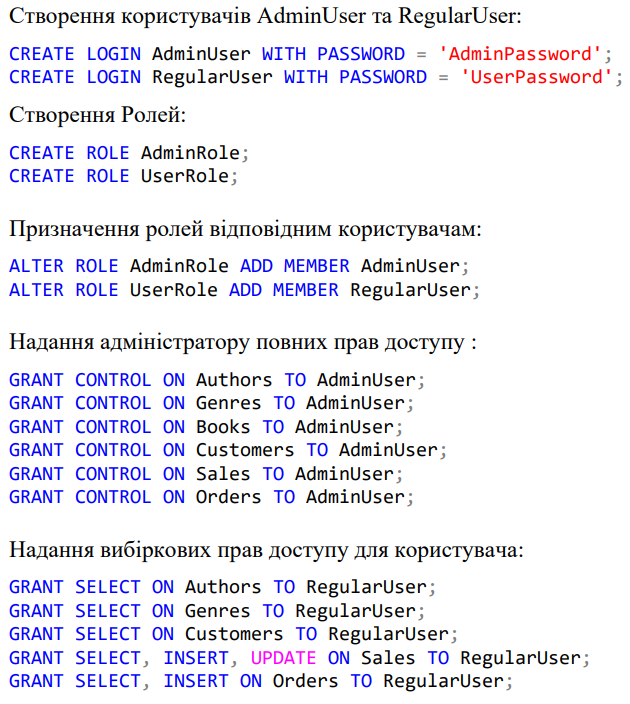 Створення користувачів AdminUser та RegularUser:
CREATE LOGIN AdminUser WITH PASSWORD = 'AdminPassword';
CREATE LOGIN RegularUser WITH PASSWORD = 'UserPassword';
Створення Ролей:
CREATE ROLE AdminRole;
CREATE ROLE UserRole;
Призначення ролей відповідним користувачам:
ALTER ROLE AdminRole ADD MEMBER AdminUser;
ALTER ROLE UserRole ADD MEMBER RegularUser;
Надання адміністратору повних прав доступу :
GRANT CONTROL ON Authors TO AdminUser;
GRANT CONTROL ON Genres TO AdminUser;
GRANT CONTROL ON Books TO AdminUser;
GRANT CONTROL ON Customers TO AdminUser;
GRANT CONTROL ON Sales TO AdminUser;
GRANT CONTROL ON Orders TO AdminUser;
Надання вибіркових прав доступу для користувача:
GRANT SELECT ON Authors TO RegularUser;
GRANT SELECT ON Genres TO RegularUser;
GRANT SELECT ON Customers TO RegularUser;
GRANT SELECT, INSERT, UPDATE ON Sales TO RegularUser;
GRANT SELECT, INSERT ON Orders TO RegularUser;